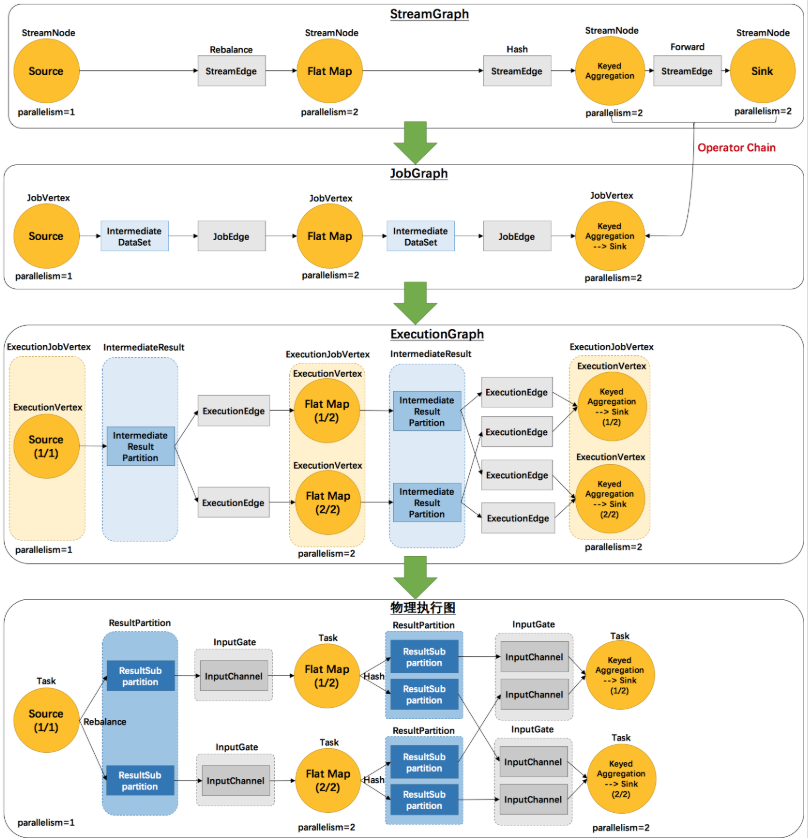 StreamGraph
StreamNode
StreamNode
StreamNode
StreamNode
Source
Rebalance
StreamEdge
Flat Map
Hash
StreamEdge
Keyed
Aggregation
Forward
StreamEdge
Sink
parallelism=1
parallelism=2
parallelism=2
parallelism=2
Operator Chain
JobGraph
JobVertex
JobVertex
JobVertex
Source
Intermediate
DataSet
JobEdge
Flat Map
Intermediate
DataSet
JobEdge
Keyed
Aggregation
--> Sink
parallelism=1
parallelism=2
parallelism=2
ExecutionGraph
ExecutionJobVertex
IntermediateResult
ExecutionJobVertex
IntermediateResult
ExecutionJobVertex
ExecutionVertex
Source
(1/1)
Intermediate
Result
Partition
ExecutionEdge
ExecutionEdge
ExecutionVertex
Flat Map
(1/2)
ExecutionVertex
Flat Map
(2/2)
Intermediate
Result
Partition
Intermediate
Result
Partition
ExecutionEdge
ExecutionEdge
ExecutionEdge
ExecutionEdge
ExecutionVertex
Keyed
Aggregation
--> Sink
(1/2)
ExecutionVertex
Keyed
Aggregation
--> Sink
(2/2)
parallelism=1
parallelism=2
parallelism=2
物理执行图
Task
Source
(1/1)
Rebalance
ResultPartition
ResultSub
partition
ResultSub
partition
InputGate
InputChannel
InputGate
InputChannel
Task
Flat Map
(1/2)
Hash
Task
Flat Map
(2/2)
Hash
ResultPartition
ResultSub
partition
ResultSub
partition
ResultPartition
ResultSub
partition
ResultSub
partition
InputGate
InputChannel
InputChannel
InputGate
InputChannel
InputChannel
Task
Keyed
Aggregation
--> Sink
(1/2)
Task
Keyed
Aggregation
--> Sink
(2/2)
parallelism=1
parallelism=2
parallelism=2